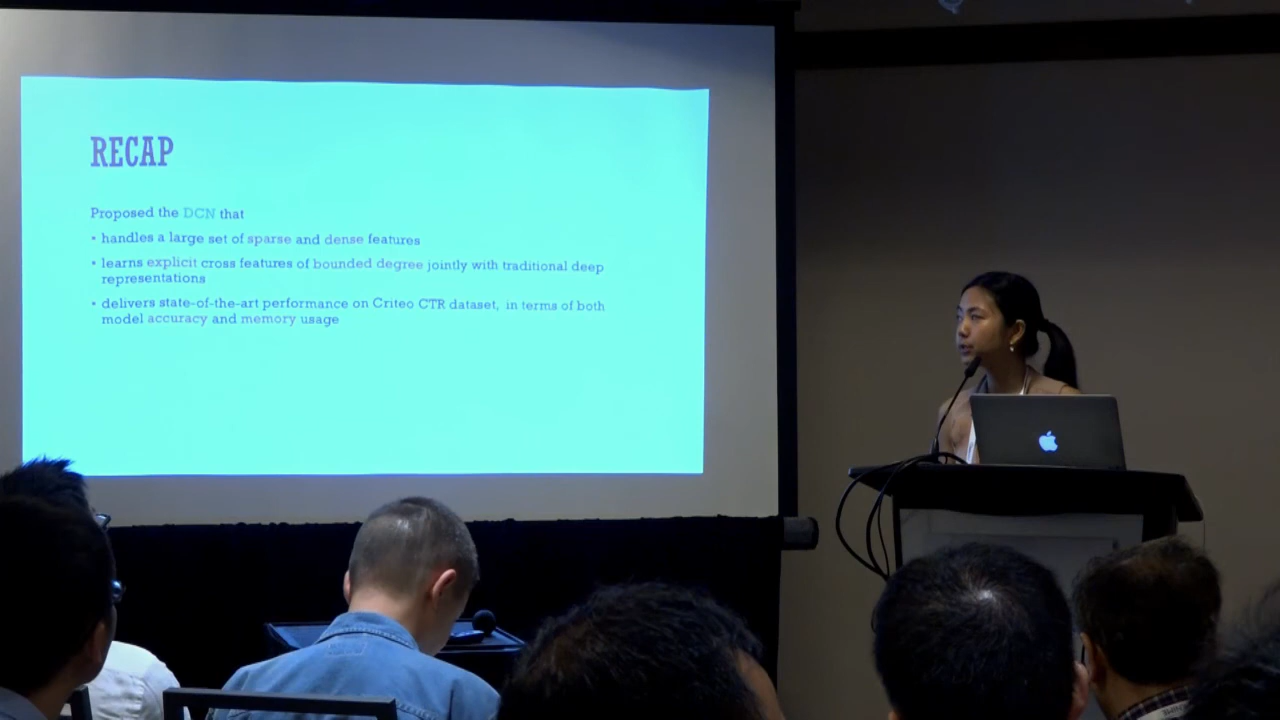 RECAP
Proposed the DCN that
▪ handles a large set of sparse and dense features
▪ learns explicit cross features of bounded degree jointly with traditional deep
representations
▪ delivers state-of-the-art performance on Criteo CTR dataset, in terms of both
model accuracy and memory usage